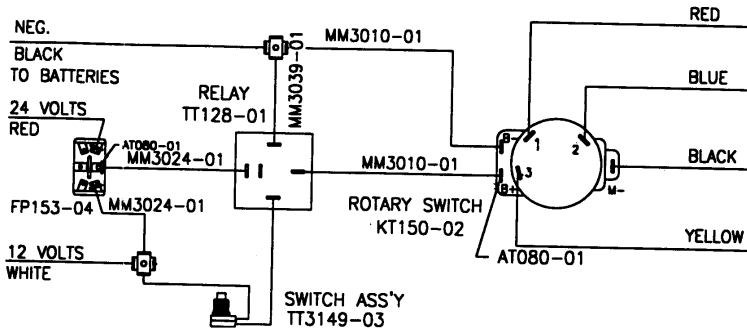 NEG.
BLACK
TO BATTERIES
24 VOLTS
RED
AT080-01
MM3024-01
FP153-04
MM3024-01
12 VOLTS
WHITE
RELAY
TT128-01
MM3039-01
MM3010-01
MM3010-01
SWITCH ASS'Y
TT3149-03
ROTARY SWITCH
KT150-02
AT080-01
B-
B+
1
2
3
M-
RED
BLUE
BLACK
YELLOW